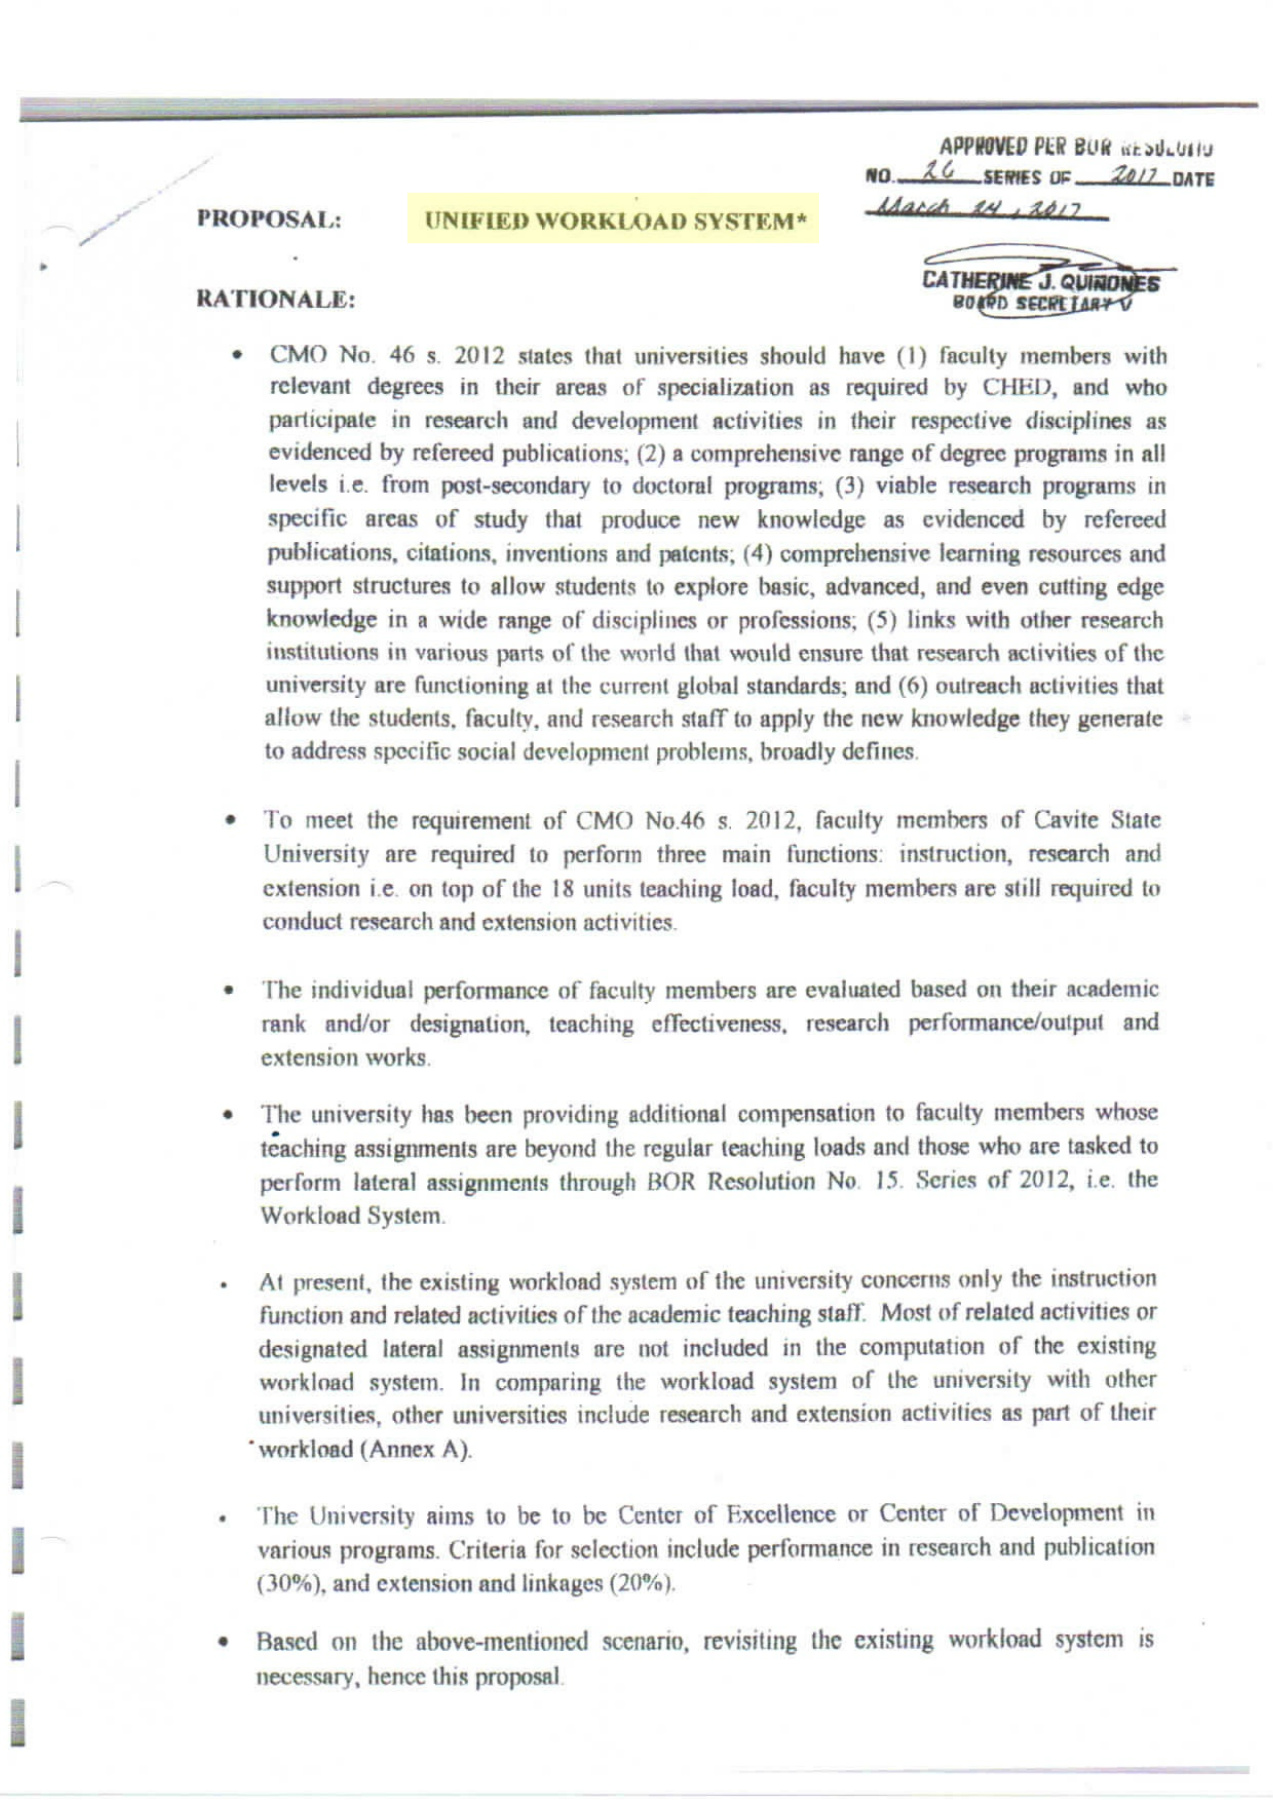 APPROVED PER BOR RESOLUTIO
NO. 26 SERIES OF 2017 DATE
March 24, 2017
PROPOSAL: UNIFIED WORKLOAD SYSTEM*
CATHERINE J. QUIÑONES
BOARD SECRETARY V
RATIONALE:
• CMO No. 46 s. 2012 states that universities should have (1) faculty members with
relevant degrees in their areas of specialization as required by CHED, and who
participate in research and development activities in their respective disciplines as
evidenced by refereed publications; (2) a comprehensive range of degree programs in all
levels i.e. from post-secondary to doctoral programs; (3) viable research programs in
specific areas of study that produce new knowledge as evidenced by refereed
publications, citations, inventions and patents; (4) comprehensive learning resources and
support structures to allow students to explore basic, advanced, and even cutting edge
knowledge in a wide range of disciplines or professions; (5) links with other research
institutions in various parts of the world that would ensure that research activities of the
university are functioning at the current global standards; and (6) outreach activities that
allow the students, faculty, and research staff to apply the new knowledge they generate
to address specific social development problems, broadly defines.
• To meet the requirement of CMO No.46 s. 2012, faculty members of Cavite State
University are required to perform three main functions: instruction, research and
extension i.e. on top of the 18 units teaching load, faculty members are still required to
conduct research and extension activities.
• The individual performance of faculty members are evaluated based on their academic
rank and/or designation, teaching effectiveness, research performance/output and
extension works.
• The university has been providing additional compensation to faculty members whose
teaching assignments are beyond the regular teaching loads and those who are tasked to
perform lateral assignments through BOR Resolution No. 15. Series of 2012, i.e. the
Workload System.
• At present, the existing workload system of the university concerns only the instruction
function and related activities of the academic teaching staff. Most of related activities or
designated lateral assignments are not included in the computation of the existing
workload system. In comparing the workload system of the university with other
universities, other universities include research and extension activities as part of their
workload (Annex A).
• The University aims to be to be Center of Excellence or Center of Development in
various programs. Criteria for selection include performance in research and publication
(30%), and extension and linkages (20%).
• Based on the above-mentioned scenario, revisiting the existing workload system is
necessary, hence this proposal.